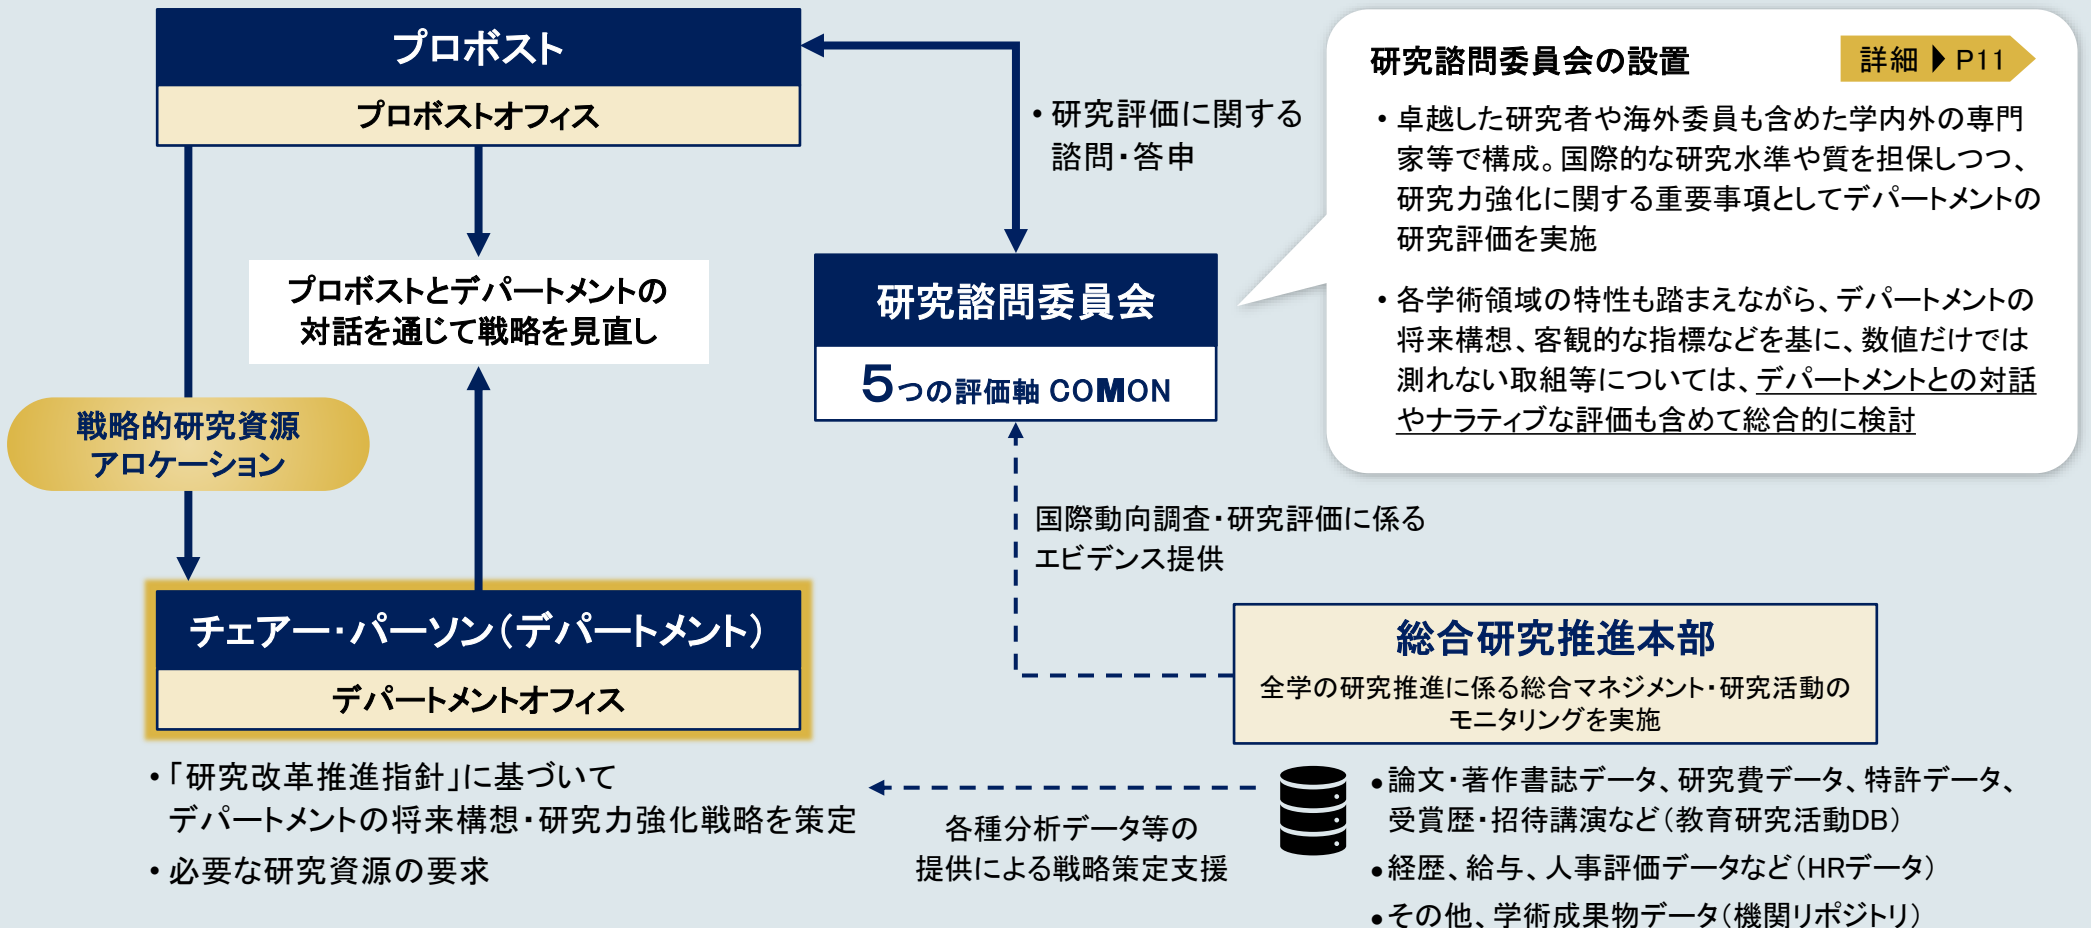 プロボスト
プロボストオフィス
・研究評価に関する
諮問・答申
研究諮問委員会の設置
詳細▶P11
・卓越した研究者や海外委員も含めた学内外の専門
家等で構成。国際的な研究水準や質を担保しつつ、
研究力強化に関する重要事項としてデパートメントの
研究評価を実施
・各学術領域の特性も踏まえながら、デパートメントの
将来構想、客観的な指標などを基に、数値だけでは
測れない取組等については、デパートメントとの対話
やナラティブな評価も含めて総合的に検討
プロボストとデパートメントの
対話を通じて戦略を見直し
研究諮問委員会
5つの評価軸 COMON
戦略的研究資源
アロケーション
国際動向調査・研究評価に係る
エビデンス提供
チェアー・パーソン（デパートメント）
デパートメントオフィス
総合研究推進本部
全学の研究推進に係る総合マネジメント・研究活動の
モニタリングを実施
・「研究改革推進指針」に基づいて
デパートメントの将来構想・研究力強化戦略を策定
・必要な研究資源の要求
各種分析データ等の
提供による戦略策定支援
●論文・著作書誌データ、研究費データ、特許データ、
受賞歴・招待講演など（教育研究活動DB）
●経歴、給与、人事評価データなど（HRデータ）
●その他、学術成果物データ（機関リポジトリ）